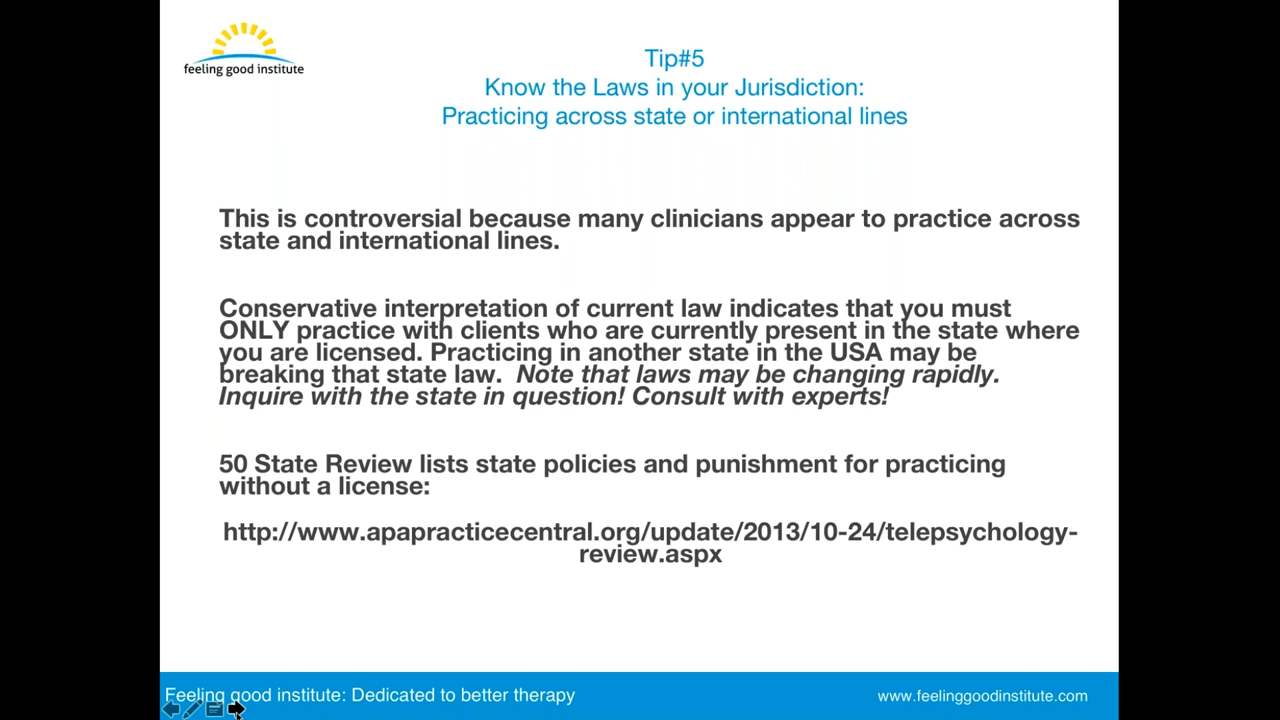 feeling good institute
Tip#5
Know the Laws in your Jurisdiction:
Practicing across state or international lines
This is controversial because many clinicians appear to practice across
state and international lines.
Conservative interpretation of current law indicates that you must
ONLY practice with clients who are currently present in the state where
you are licensed. Practicing in another state in the USA may be
breaking that state law. Note that laws may be changing rapidly.
Inquire with the state in question! Consult with experts!
50 State Review lists state policies and punishment for practicing
without a license:
http://www.apapracticecentral.org/update/2013/10-24/telepsychology-
review.aspx
Feeling good institute: Dedicated to better therapy
www.feelinggoodinstitute.com